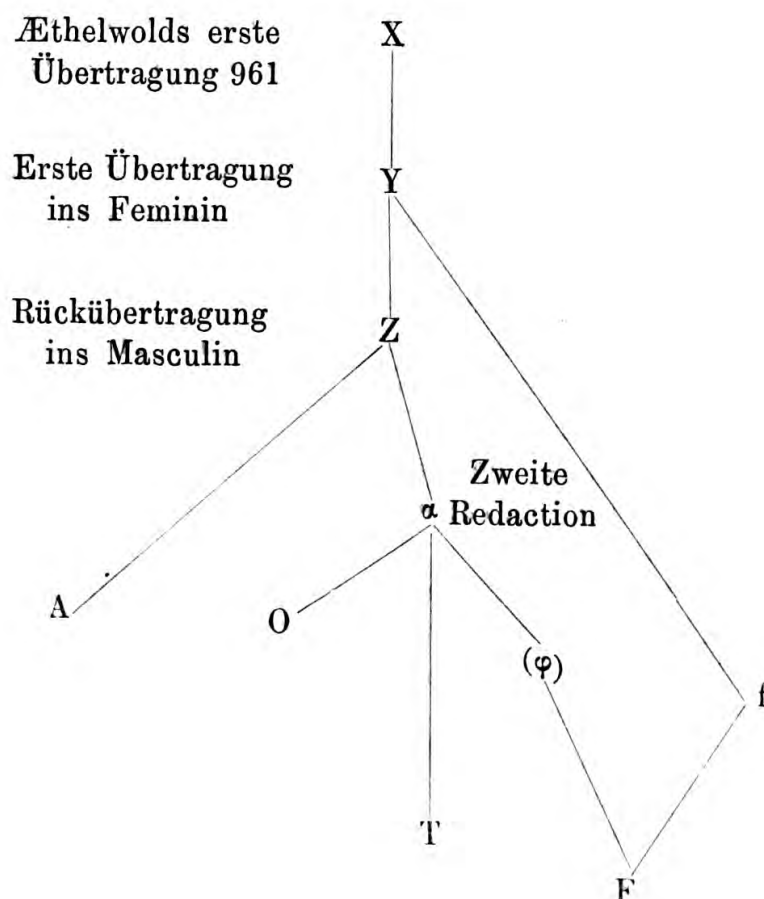 Æthelwolds erste
Übertragung 961
X
Erste Übertragung
ins Feminin
Y
Rückübertragung
ins Masculin
Z
Zweite
α Redaction
A
O
(φ)
f
T
F